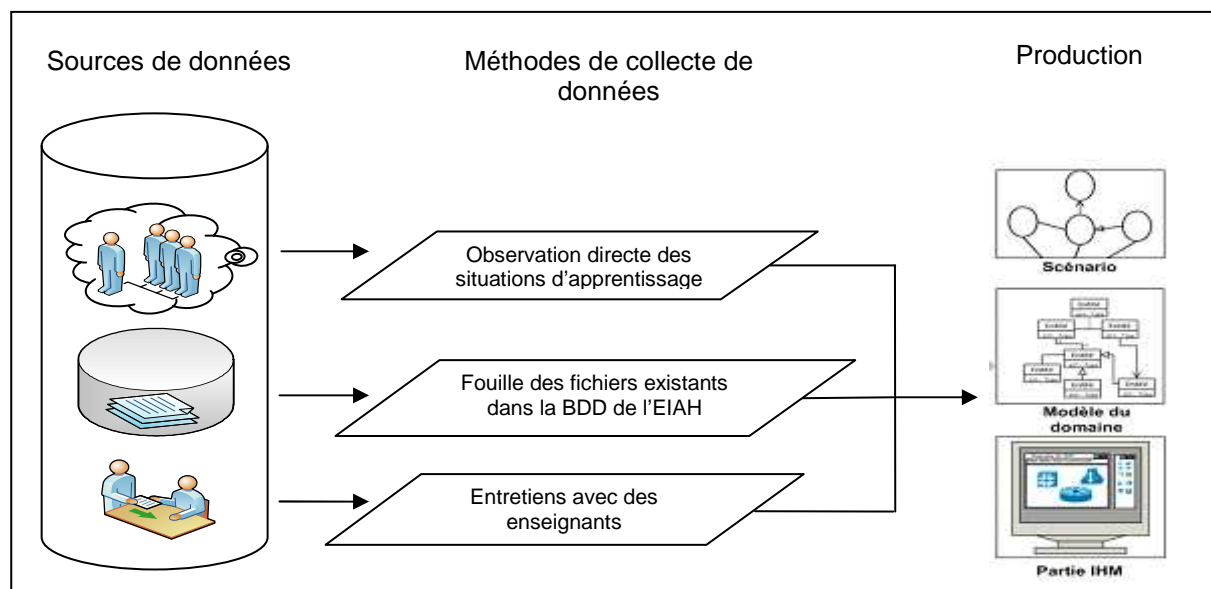 Sources de données
Méthodes de collecte de
données
Production
Observation directe des
situations d'apprentissage
Fouille des fichiers existants
dans la BDD de l'EIAH
Entretiens avec des
enseignants
Scénario
Modèle du
domaine
Partie IHM